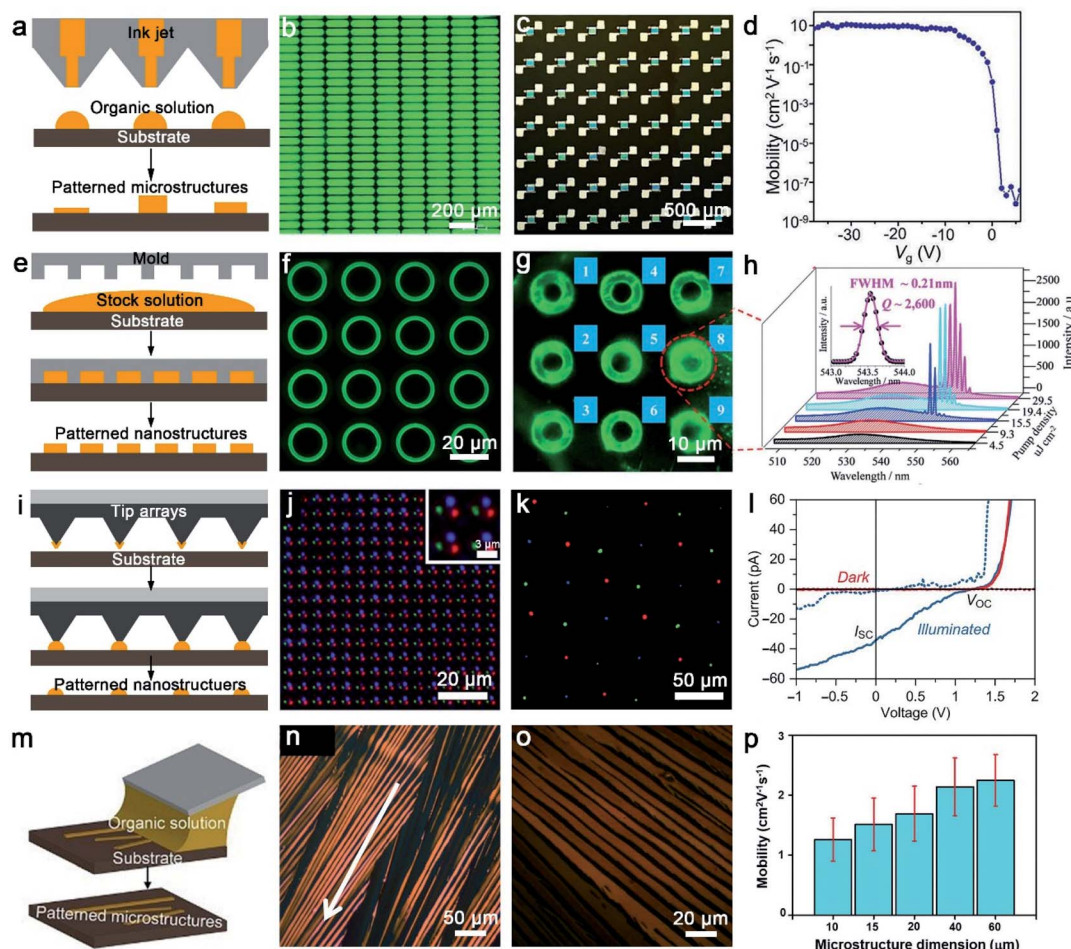 a
Ink jet
Organic solution
Substrate
Patterned microstructures
b
200 µm
c
500 µm
d
Mobility (cm² V⁻¹ s⁻¹)
10
10⁻¹
10⁻³
10⁻⁵
10⁻⁷
10⁻⁹
-30 -20 -10 0
Vg (V)
e
Mold
Stock solution
Substrate
Patterned nanostructures
f
20 µm
g
1 4 7
2 5 8
3 6 9
10 µm
h
FWHM ~ 0.21nm
Q ~ 2,600
Intensity / a.u.
543.0 543.5 544.0
Wavelength / nm
2500
2000
1500
1000
500
0
Intensity / a.u.
29.5
19.4
15.5
9.3
4.5
Pump density
uJ cm⁻²
510 520 530 540 550 560
Wavelength / nm
i
Tip arrays
Substrate
Patterned nanostructuers
j
3 µm
20 µm
k
50 µm
l
Current (pA)
60
40
20
0
−20
−40
−60
Dark
VOC
ISC
Illuminated
−1 −0.5 0 0.5 1 1.5 2
Voltage (V)
m
Organic solution
Substrate
Patterned microstructures
n
50 µm
o
20 µm
p
Mobility (cm²V⁻¹s⁻¹)
3
2
1
0
10 15 20 40 60
Microstructure dimension (µm)